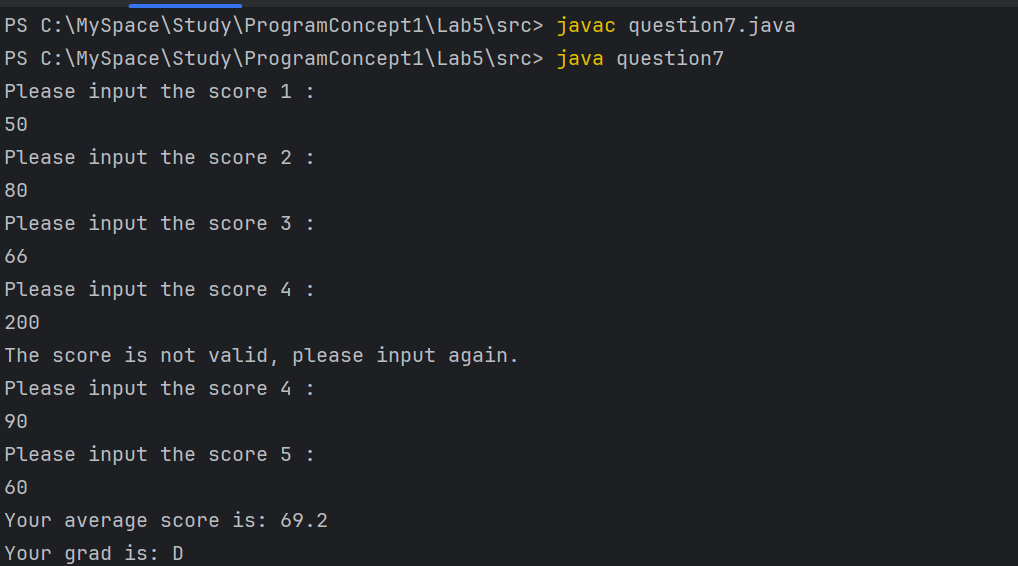 PS C:\MySpace\Study\ProgramConcept1\Lab5\src> javac question7.java
PS C:\MySpace\Study\ProgramConcept1\Lab5\src> java question7
Please input the score 1 :
50
Please input the score 2 :
80
Please input the score 3 :
66
Please input the score 4 :
200
The score is not valid, please input again.
Please input the score 4 :
90
Please input the score 5 :
60
Your average score is: 69.2
Your grad is: D